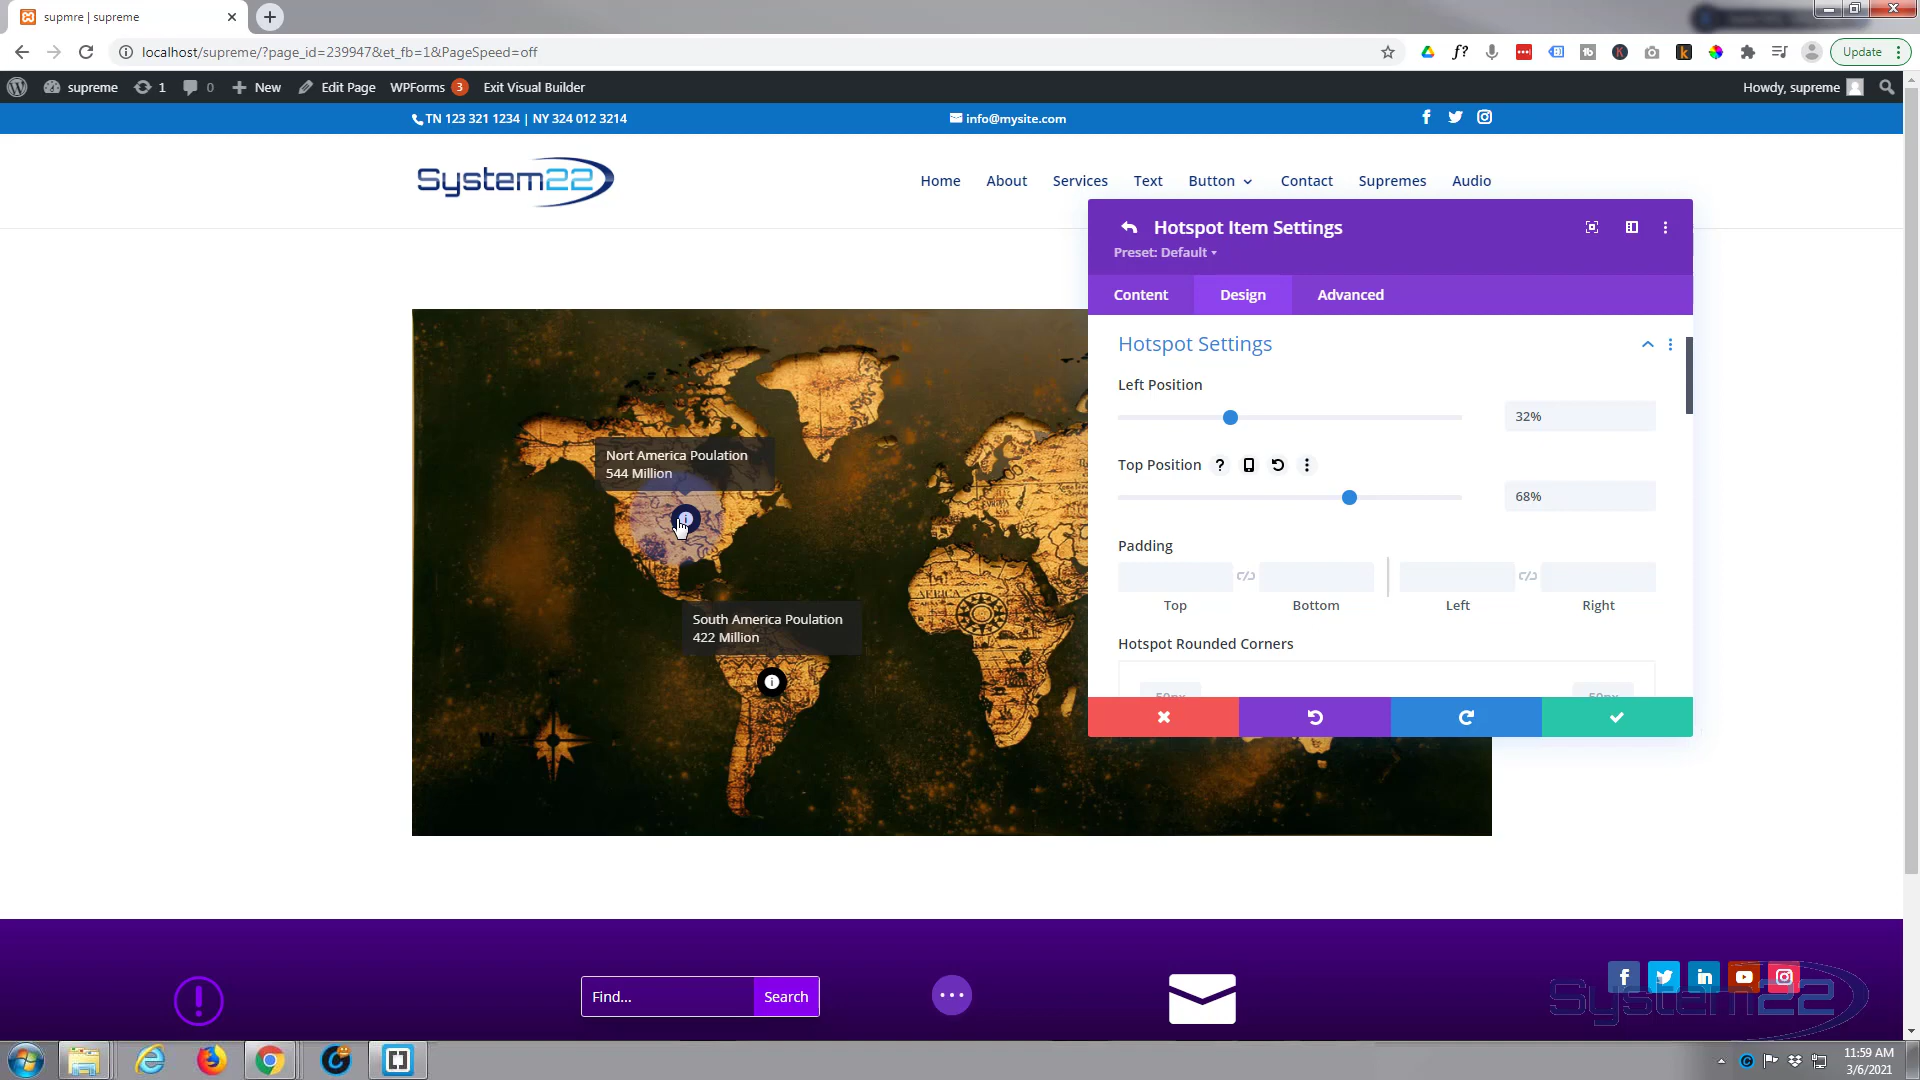 supmre | supreme
localhost/supreme/?page_id=239947&et_fb=1&PageSpeed=off
f?
Update
supreme
1
0
New
Edit Page
WPForms 3
Exit Visual Builder
Howdy, supreme
TN 123 321 1234 | NY 324 012 3214
info@mysite.com
System22
Home
About
Services
Text
Button
Contact
Supremes
Audio
Hotspot Item Settings
Preset: Default
Content
Design
Advanced
Hotspot Settings
Left Position
32%
Top Position
68%
Padding
Top
Bottom
Left
Right
Hotspot Rounded Corners
50px
50px
Nort America Poulation
544 Million
South America Poulation
422 Million
AFRICA
Find...
Search
System22
11:59 AM
3/6/2021